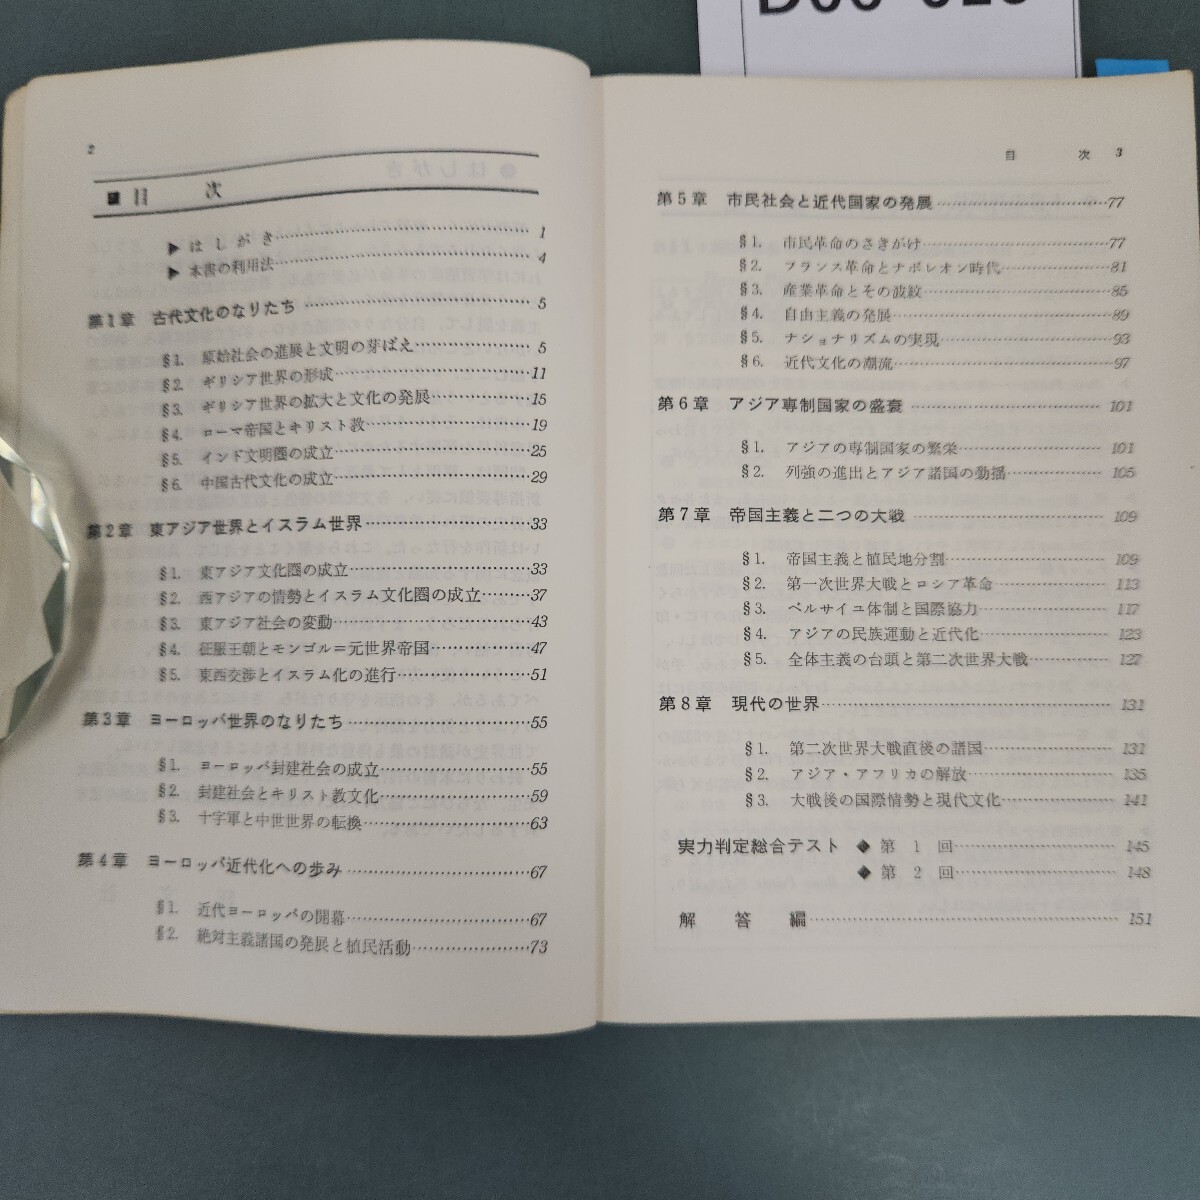 2
■目 次
▶ は し が き……1
▶ 本書の利用法……4
第1章 古代文化のなりたち……5
§1. 原始社会の進展と文明の芽ばえ……5
§2. ギリシア世界の形成……11
§3. ギリシア世界の拡大と文化の発展……15
§4. ローマ帝国とキリスト教……19
§5. インド文明圏の成立……25
§6. 中国古代文化の成立……29
第2章 東アジア世界とイスラム世界……33
§1. 東アジア文化圏の成立……33
§2. 西アジアの情勢とイスラム文化圏の成立……37
§3. 東アジア社会の変動……43
§4. 征服王朝とモンゴル=元世界帝国……47
§5. 東西交渉とイスラム化の進行……51
第3章 ヨーロッパ世界のなりたち……55
§1. ヨーロッパ封建社会の成立……55
§2. 封建社会とキリスト教文化……59
§3. 十字軍と中世世界の転換……63
第4章 ヨーロッパ近代化への歩み……67
§1. 近代ヨーロッパの開幕……67
§2. 絶対主義諸国の発展と植民活動……73
目 次 3
第5章 市民社会と近代国家の発展……77
§1. 市民革命のさきがけ……77
§2. フランス革命とナポレオン時代……81
§3. 産業革命とその波紋……85
§4. 自由主義の発展……89
§5. ナショナリズムの実現……93
§6. 近代文化の潮流……97
第6章 アジア専制国家の盛衰……101
§1. アジアの専制国家の繁栄……101
§2. 列強の進出とアジア諸国の動揺……105
第7章 帝国主義と二つの大戦……109
§1. 帝国主義と植民地分割……109
§2. 第一次世界大戦とロシア革命……113
§3. ベルサイユ体制と国際協力……117
§4. アジアの民族運動と近代化……123
§5. 全体主義の台頭と第二次世界大戦……127
第8章 現代の世界……131
§1. 第二次世界大戦直後の諸国……131
§2. アジア・アフリカの解放……135
§3. 大戦後の国際情勢と現代文化……141
実力判定総合テスト ◆ 第 1 回……145
◆ 第 2 回……148
解 答 編……151